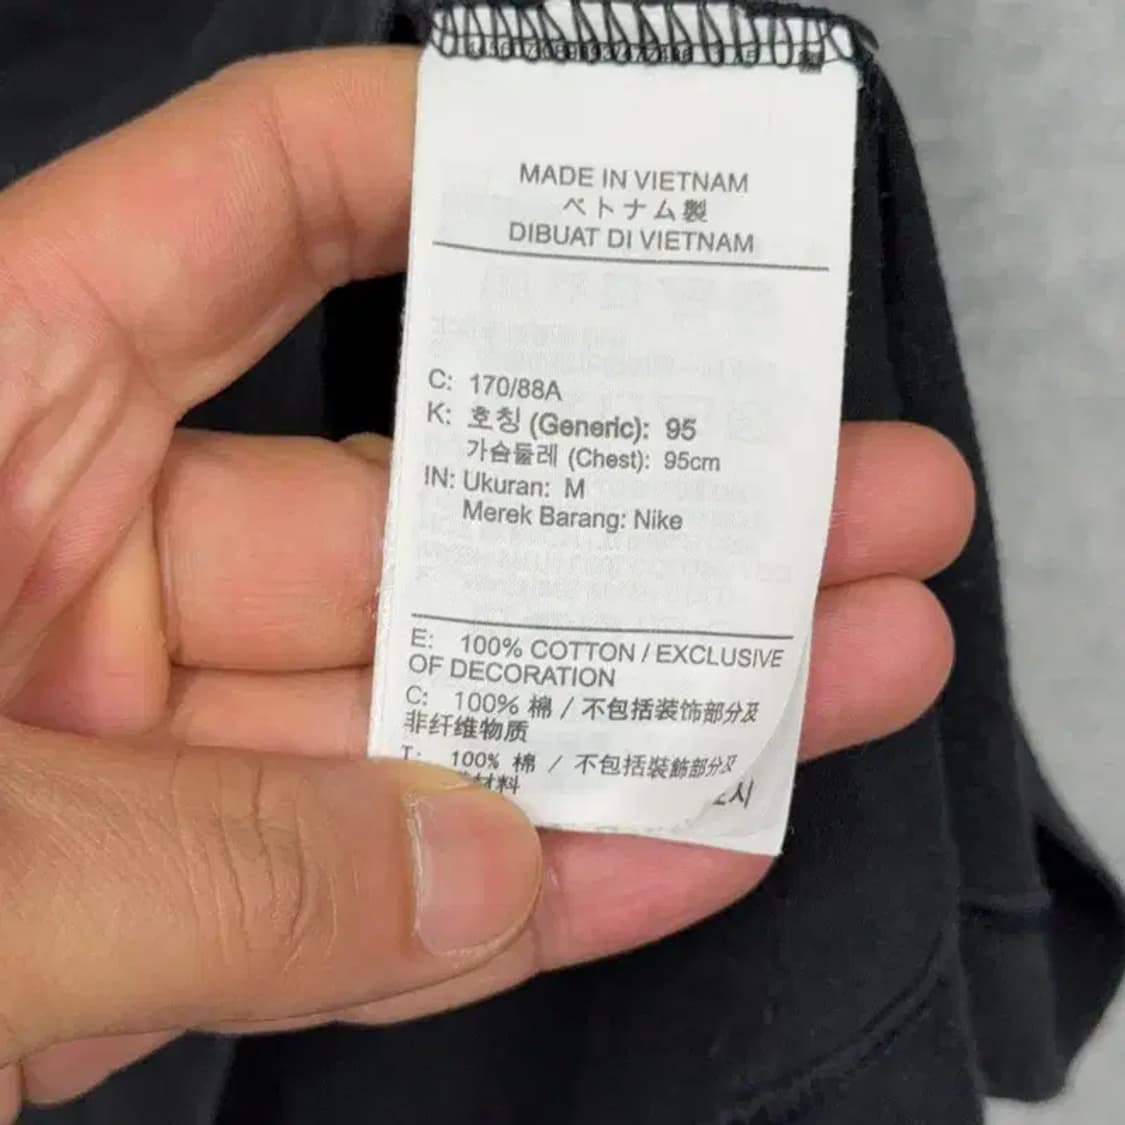 MADE IN VIETNAM
ベトナム製
DIBUAT DI VIETNAM
C: 170/88A
K: 호칭 (Generic): 95
가슴둘레 (Chest): 95cm
IN: Ukuran: M
Merek Barang: Nike
E: 100% COTTON / EXCLUSIVE
OF DECORATION
C: 100% 棉 / 不包括装饰部分及
非纤维物质
T: 100% 棉 / 不包括裝飾部分及
材料